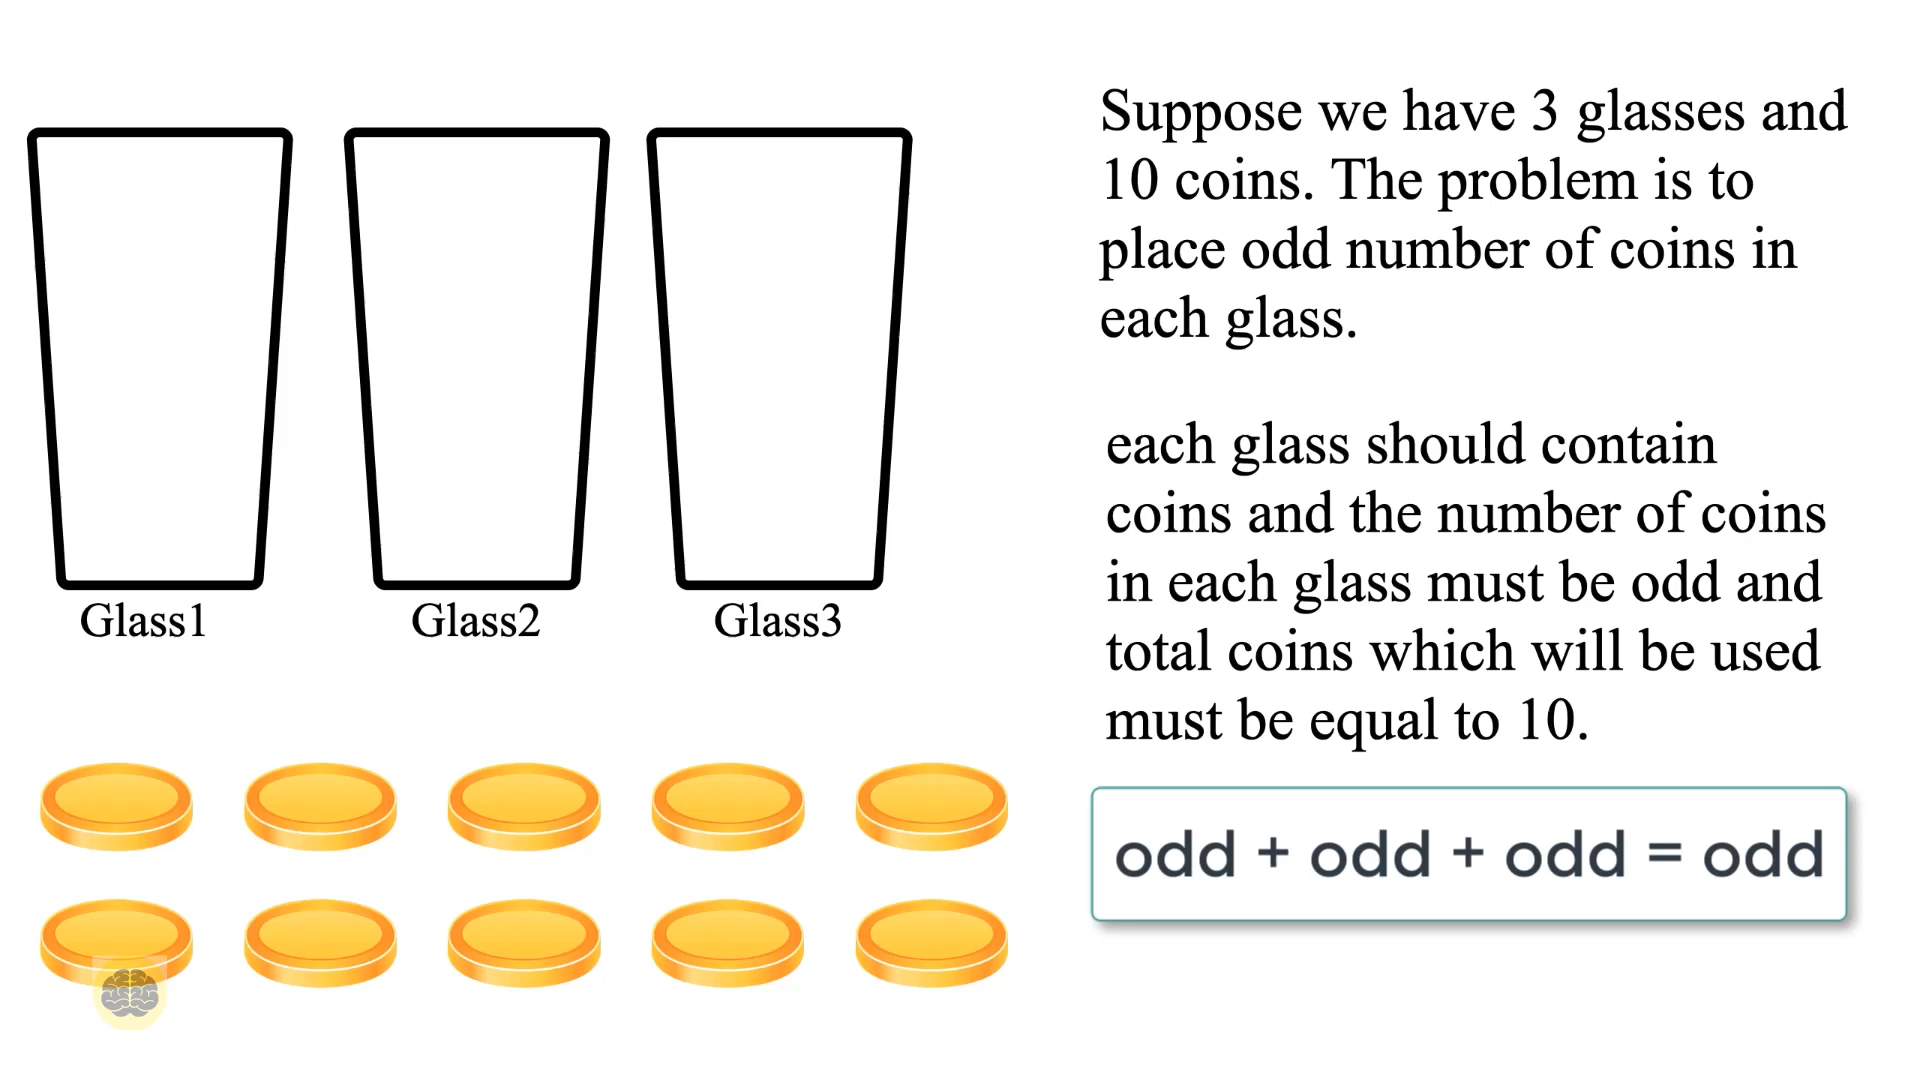 Suppose we have 3 glasses and
10 coins. The problem is to
place odd number of coins in
each glass.
each glass should contain
coins and the number of coins
in each glass must be odd and
total coins which will be used
must be equal to 10.
odd + odd + odd = odd
Glass1 Glass2 Glass3